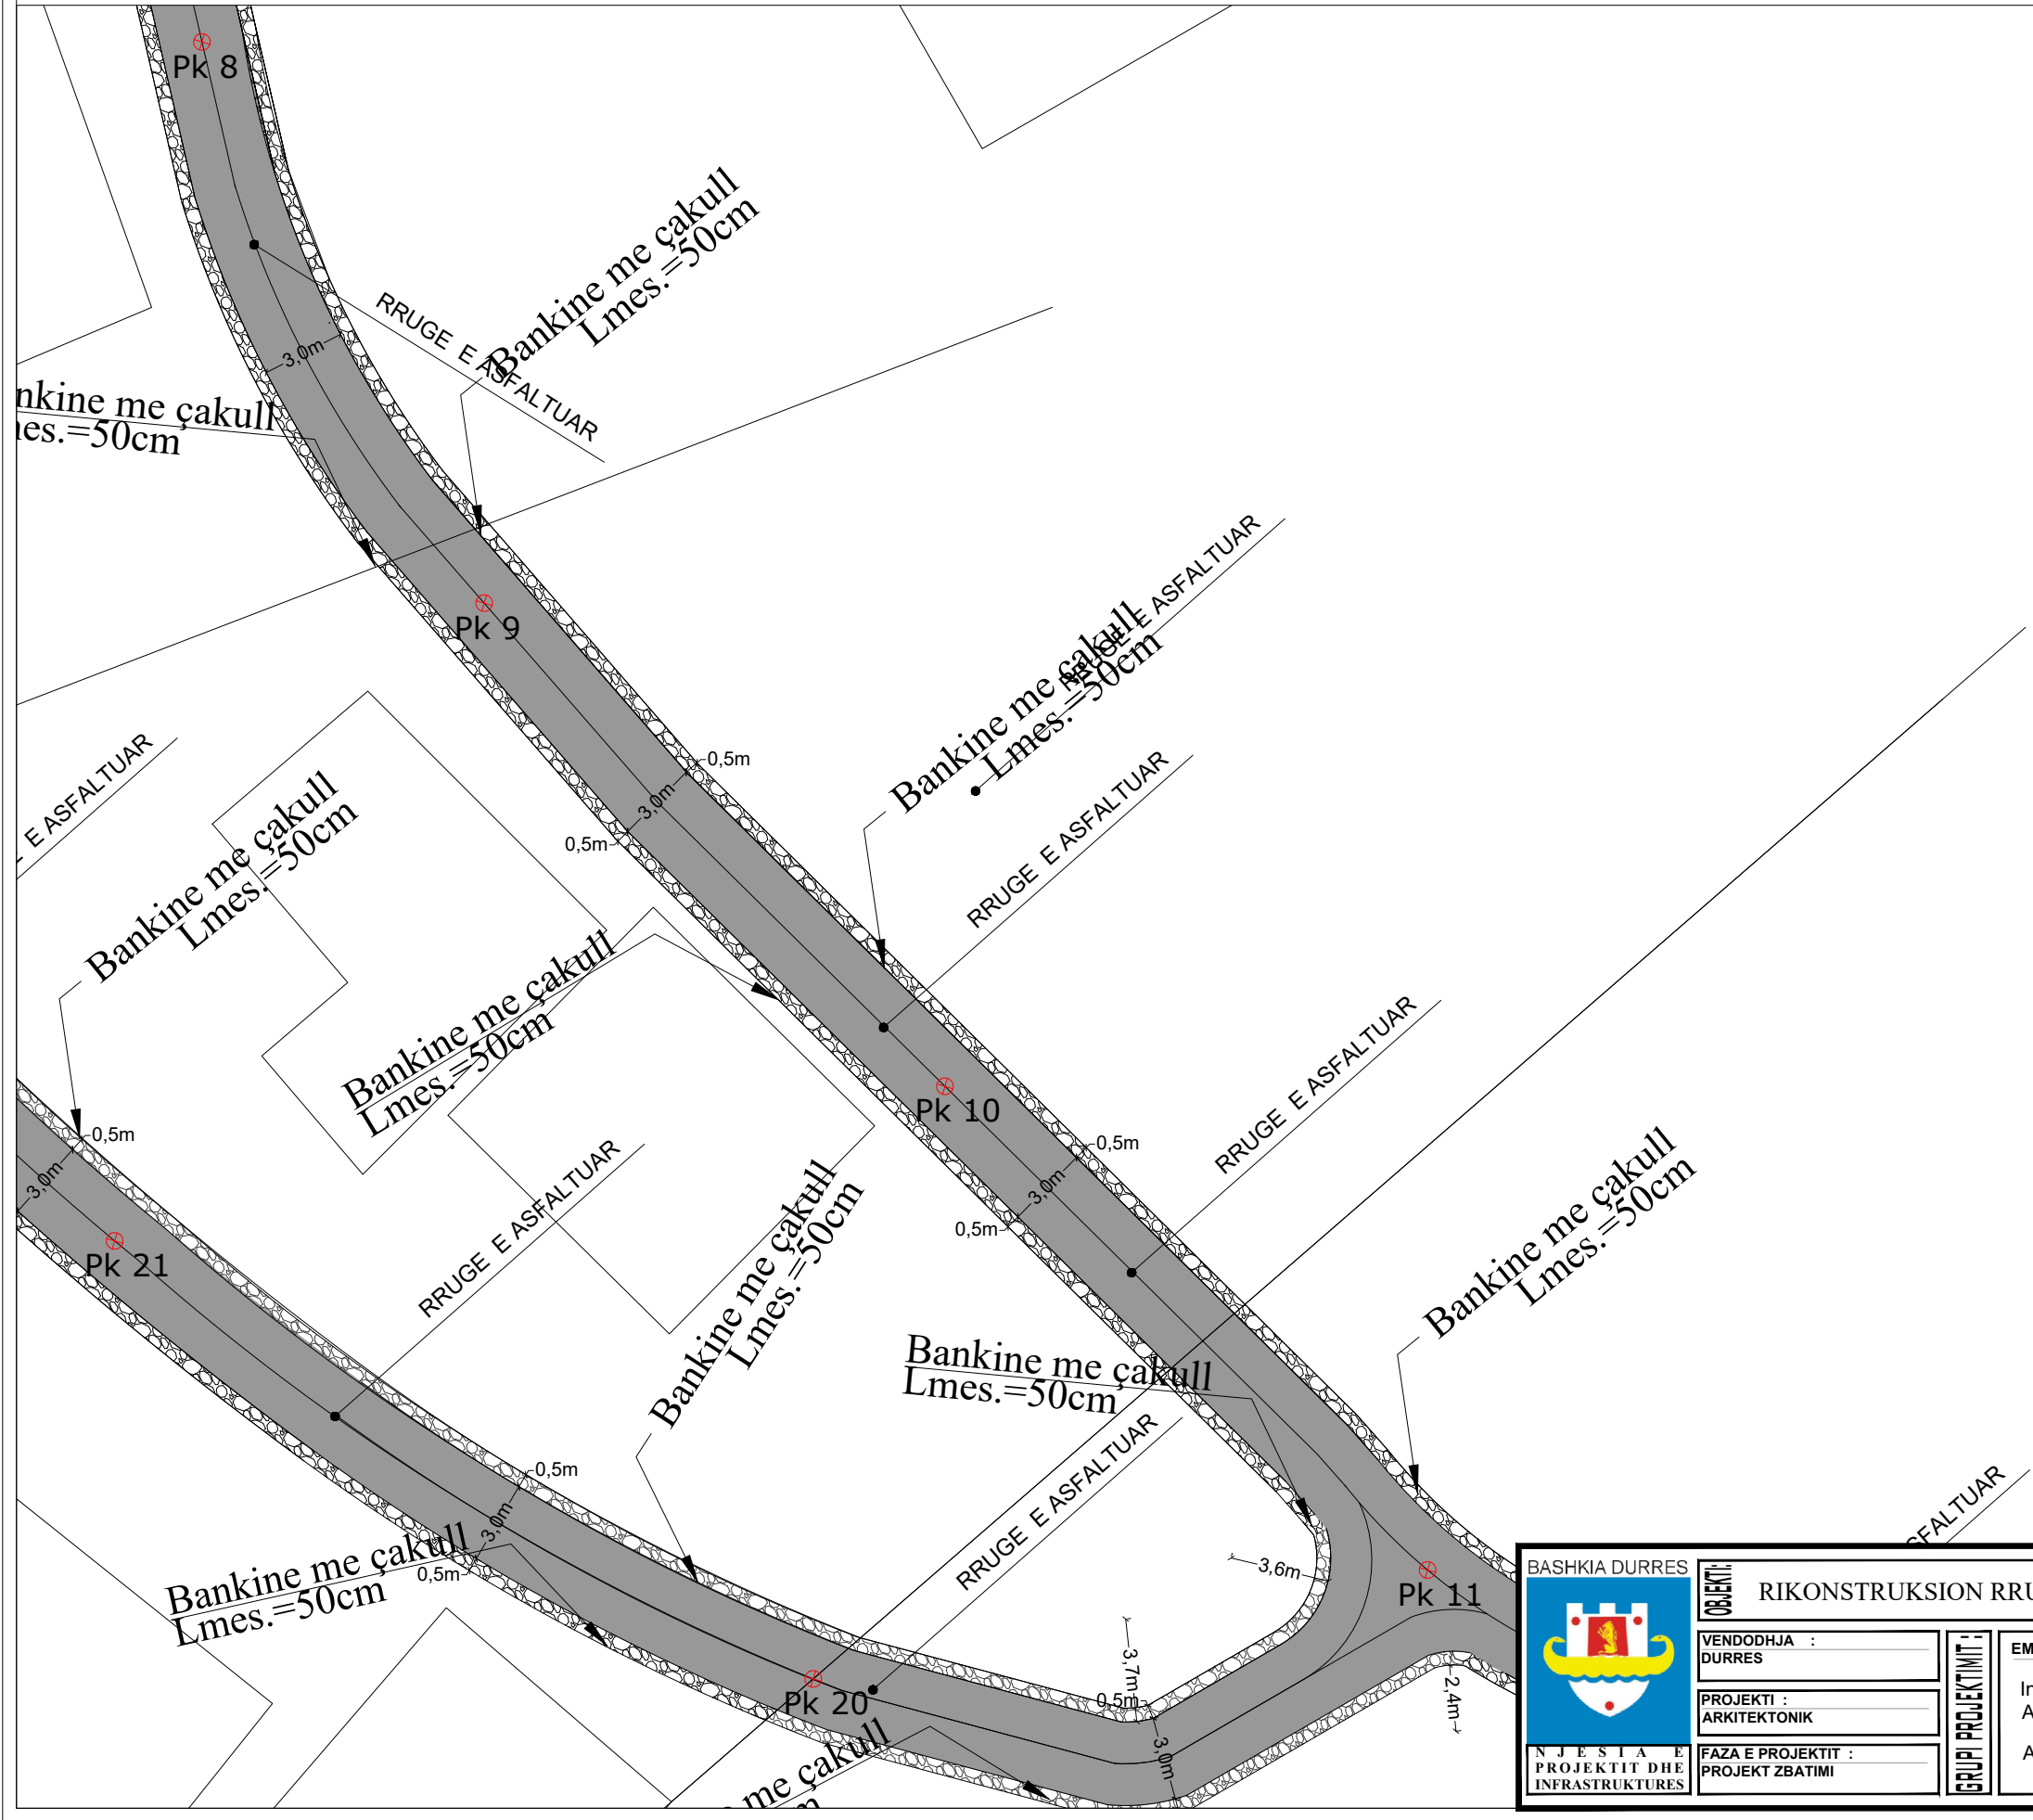 Pk 8
Bankine me çakull
Lmes.=50cm
RRUGE E ASFALTUAR
3,0m
nkine me çakull
es.=50cm
Pk 9
RRUGE E ASFALTUAR
Bankine me çakull
Lmes.=50cm
0,5m
3,0m
0,5m
RRUGE E ASFALTUAR
E ASFALTUAR
Bankine me çakull
Lmes.=50cm
Bankine me çakull
Lmes.=50cm
RRUGE E ASFALTUAR
Pk 10
0,5m
3,0m
0,5m
0,5m
3,0m
Pk 21
RRUGE E ASFALTUAR
Bankine me çakull
Lmes.=50cm
Bankine me çakull
Lmes.=50cm
Bankine me çakull
Lmes.=50cm
RRUGE E ASFALTUAR
0,5m
3,0m
0,5m
Bankine me çakull
Lmes.=50cm
3,6m
Pk 11
SFALTUAR
3,7m
0,5m
2,4m
3,0m
Pk 20
me çakull
BASHKIA DURRES
NJESIA E
PROJEKTIT DHE
INFRASTRUKTURES
OBJEKTI:
RIKONSTRUKSION RRU
VENDODHJA :
DURRES
PROJEKTI :
ARKITEKTONIK
FAZA E PROJEKTIT :
PROJEKT ZBATIMI
GRUPI PROJEKTIMIT :
EM
In
A
A